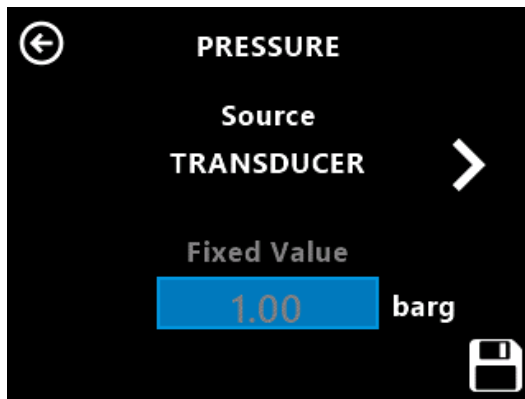 PRESSURE
Source
TRANSDUCER
Fixed Value
1.00 barg